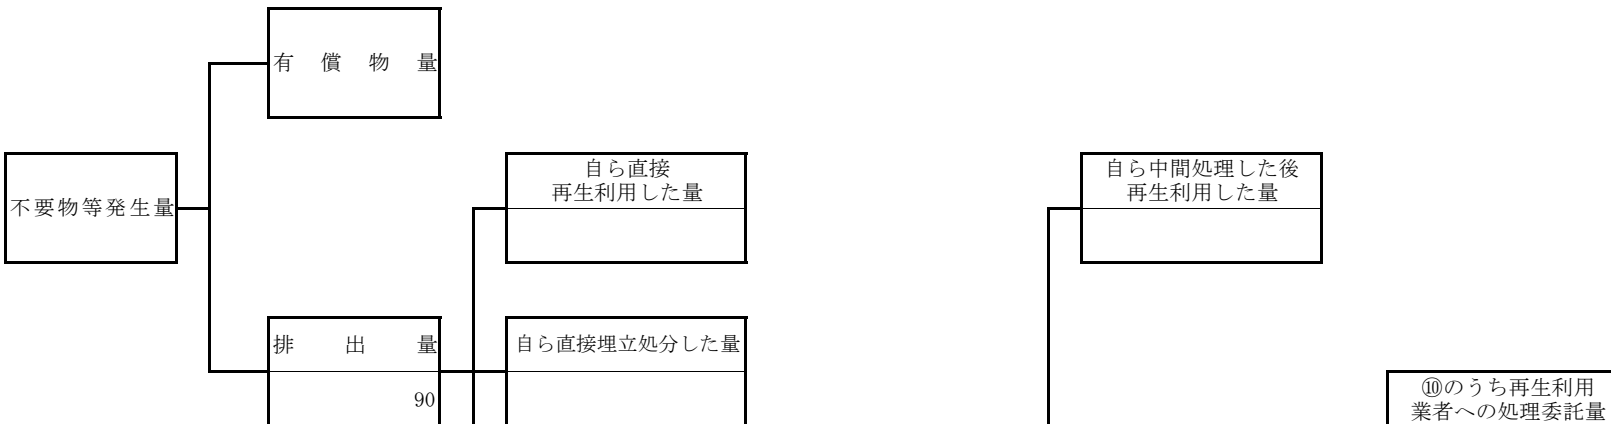 有償物量
不要物等発生量
自ら直接
再生利用した量
自ら中間処理した後
再生利用した量
排出量
90
自ら直接埋立処分した量
⑩のうち再生利用
業者への処理委託量